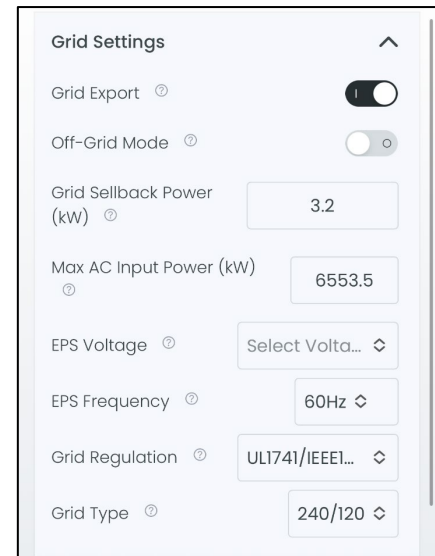 Grid Settings
Grid Export
Off-Grid Mode
Grid Sellback Power
(kW)
3.2
Max AC Input Power (kW)
6553.5
EPS Voltage
Select Volta...
EPS Frequency
60Hz
Grid Regulation
UL1741/IEEE1...
Grid Type
240/120